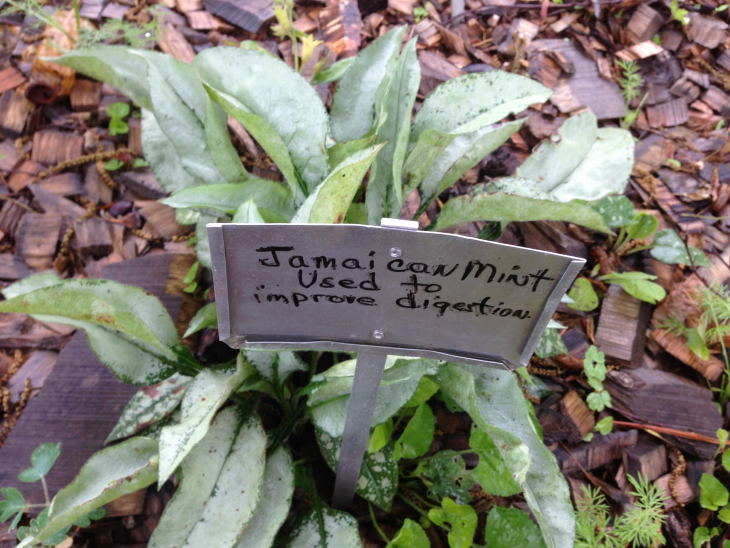 Jamaican Mint
Used to
improve digestion